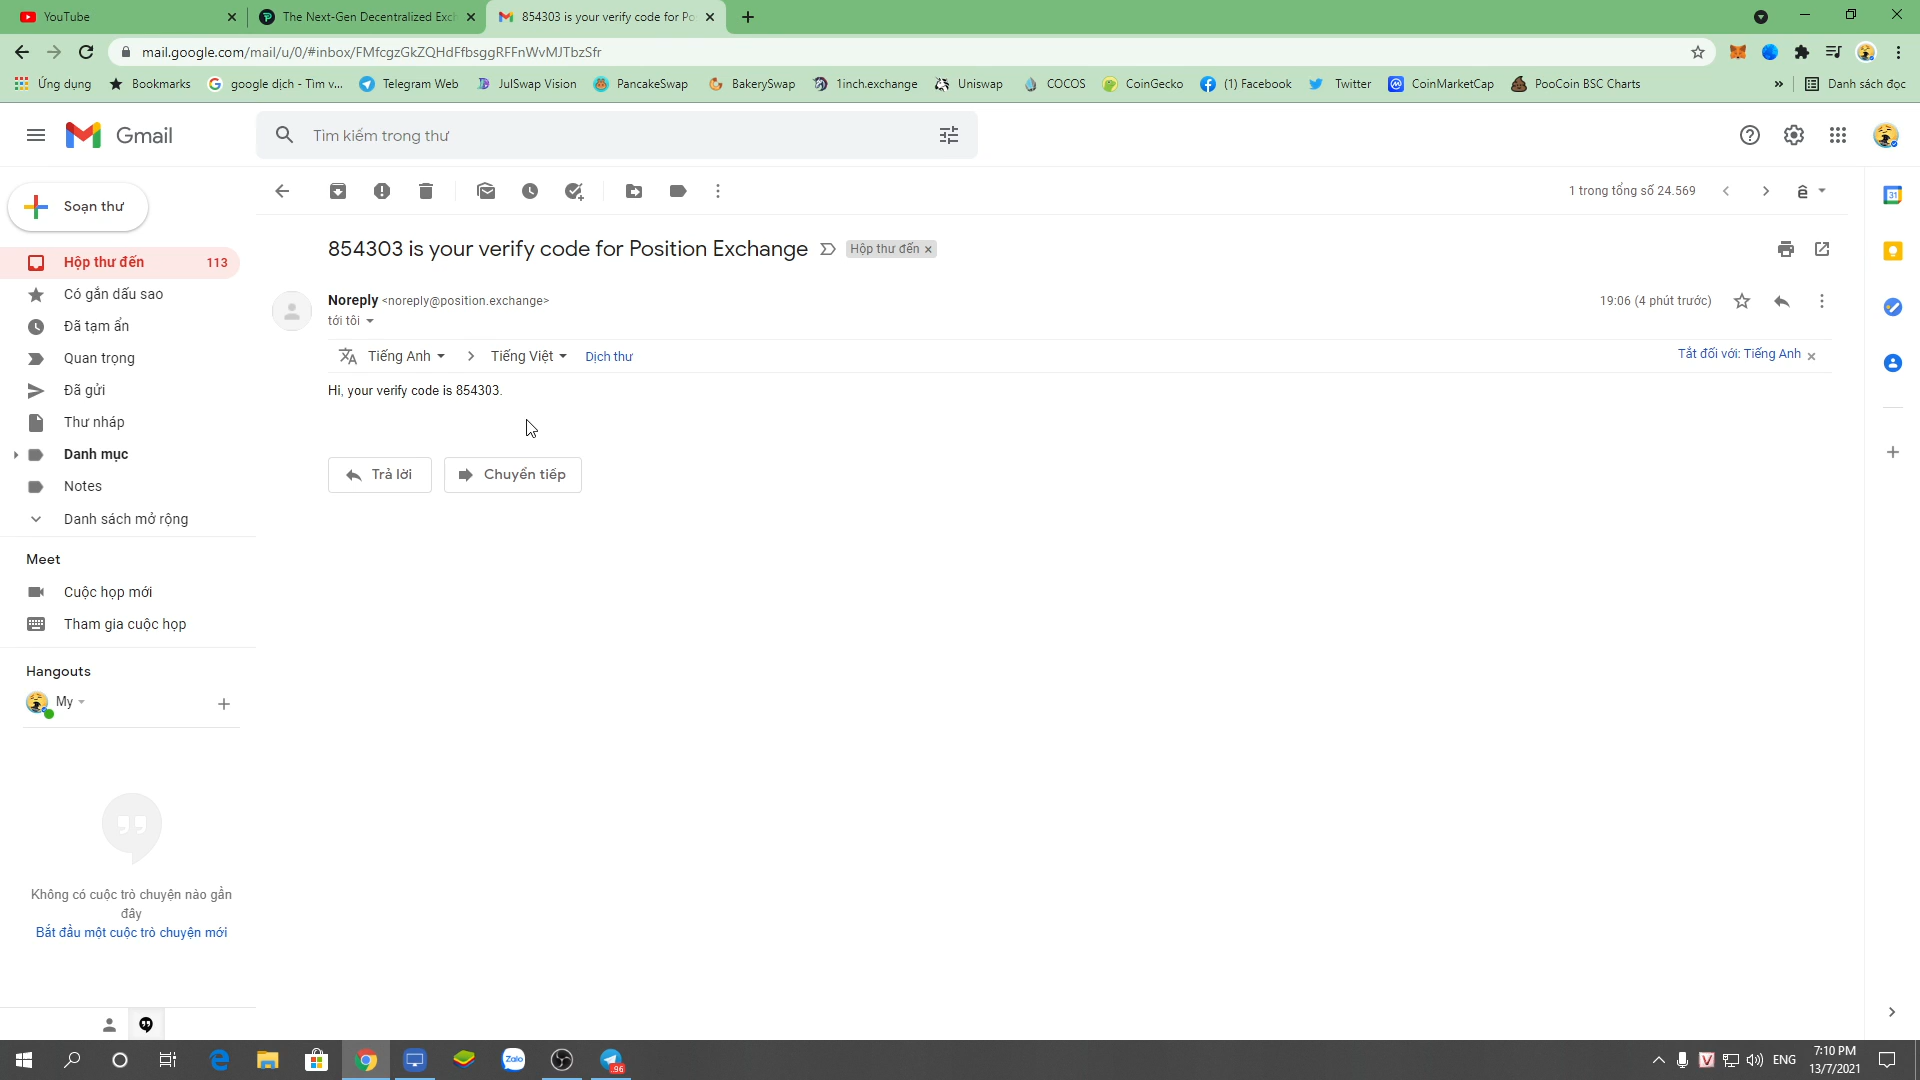 YouTube
The Next-Gen Decentralized Exch
854303 is your verify code for Po
mail.google.com/mail/u/0/#inbox/FMfcgzGkZQHdFfbsggRFFnWvMJTbzSfr
Ứng dụng
Bookmarks
google dịch - Tìm v...
Telegram Web
JulSwap Vision
PancakeSwap
BakerySwap
1inch.exchange
Uniswap
COCOS
CoinGecko
(1) Facebook
Twitter
CoinMarketCap
PooCoin BSC Charts
»
Danh sách đọc
Gmail
Tìm kiếm trong thư
Soạn thư
1 trong tổng số 24.569
ê
31
Hộp thư đến 113
Có gắn dấu sao
Đã tạm ẩn
Quan trọng
Đã gửi
Thư nháp
Danh mục
Notes
Danh sách mở rộng
Meet
Cuộc họp mới
Tham gia cuộc họp
Hangouts
My
Không có cuộc trò chuyện nào gần
đây
Bắt đầu một cuộc trò chuyện mới
854303 is your verify code for Position Exchange
Hộp thư đến ×
Noreply <noreply@position.exchange>
19:06 (4 phút trước)
tới tôi
Tiếng Anh
Tiếng Việt
Dịch thư
Tắt đối với: Tiếng Anh
Hi, your verify code is 854303.
Trả lời
Chuyển tiếp
Zalo
96
V
ENG
7:10 PM
13/7/2021